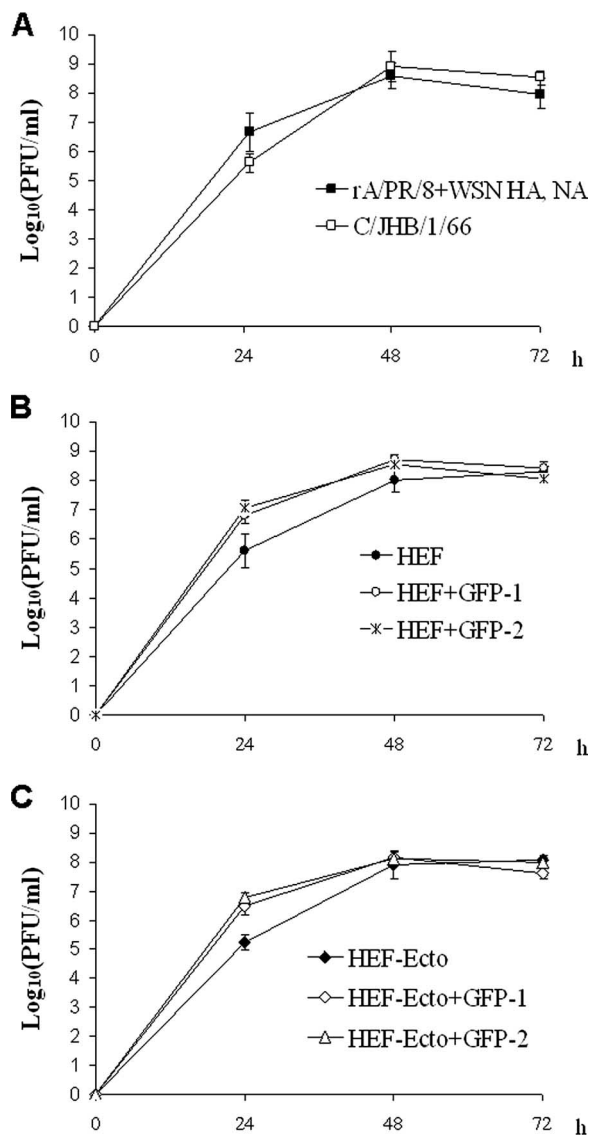 A
Log₁₀(PFU/ml)
10
9
8
7
6
5
4
3
2
1
0
0 24 48 72 h
rA/PR/8+WSN HA, NA
C/JHB/1/66
B
Log₁₀(PFU/ml)
10
9
8
7
6
5
4
3
2
1
0
0 24 48 72 h
HEF
HEF+GFP-1
HEF+GFP-2
C
Log₁₀(PFU/ml)
10
9
8
7
6
5
4
3
2
1
0
0 24 48 72 h
HEF-Ecto
HEF-Ecto+GFP-1
HEF-Ecto+GFP-2